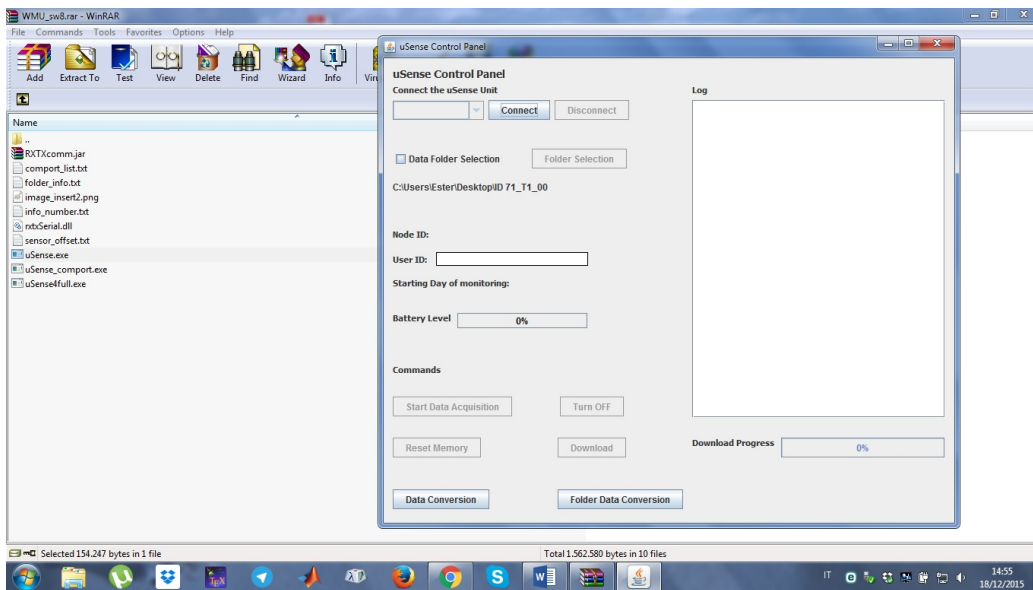 WMU_sw8.rar - WinRAR
File Commands Tools Favorites Options Help
Add Extract To Test View Delete Find Wizard Info
Name
..
RXTXcomm.jar
comport_list.txt
folder_info.txt
image_insert2.png
info_number.txt
rxtxSerial.dll
sensor_offset.txt
uSense.exe
uSense_comport.exe
uSense4full.exe
Selected 154.247 bytes in 1 file
Total 1.562.580 bytes in 10 files
uSense Control Panel
uSense Control Panel
Connect the uSense Unit
Connect Disconnect
Data Folder Selection Folder Selection
C:\Users\Ester\Desktop\ID 71_T1_00
Node ID:
User ID:
Starting Day of monitoring:
Battery Level 0%
Commands
Start Data Acquisition Turn OFF
Reset Memory Download
Data Conversion Folder Data Conversion
Log
Download Progress 0%
IT
14:55
18/12/2015